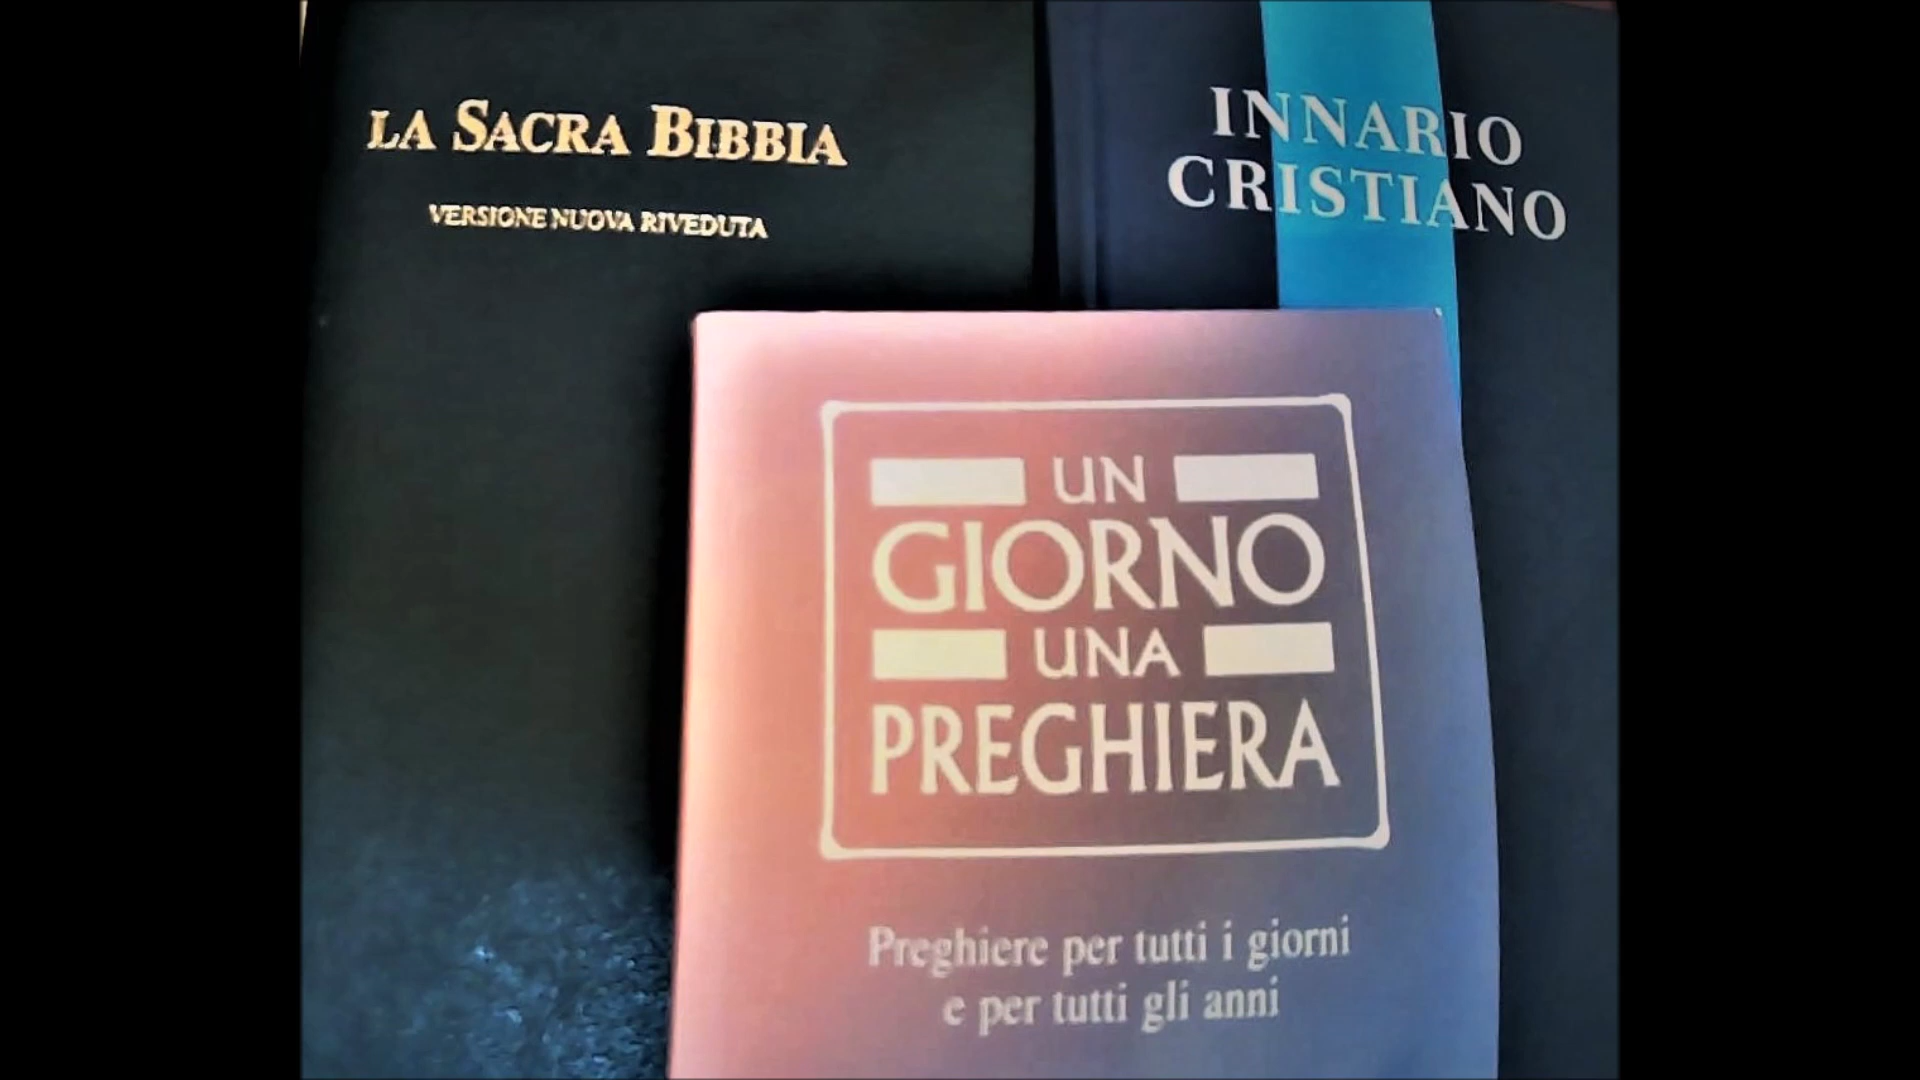 LA SACRA BIBBIA
VERSIONE NUOVA RIVEDUTA
INNARIO
CRISTIANO
UN
GIORNO
UNA
PREGHIERA
Preghiere per tutti i giorni
e per tutti gli anni